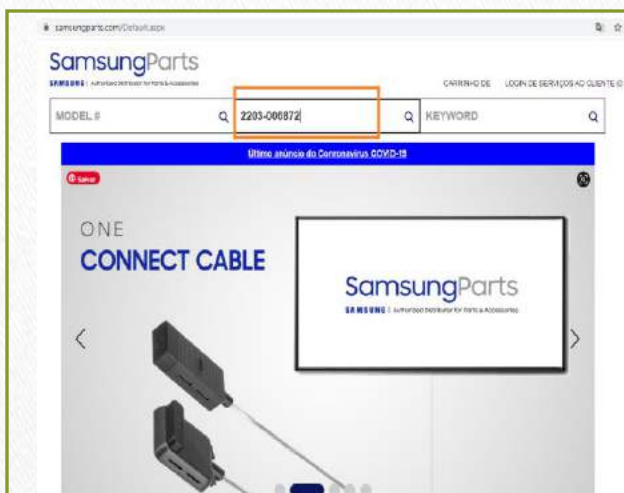 samsungparts.com/Default.aspx
SamsungParts
SAMSUNG | Authorized Distributor for Parts & Accessories
CARRINHO DE LOGIN DE SERVIÇOS AO CLIENTE
MODEL # 2203-006872 KEYWORD
Último anúncio do Conronavírus COVID-19
Salvar
ONE
CONNECT CABLE
SamsungParts
SAMSUNG | Authorized Distributor for Parts & Accessories